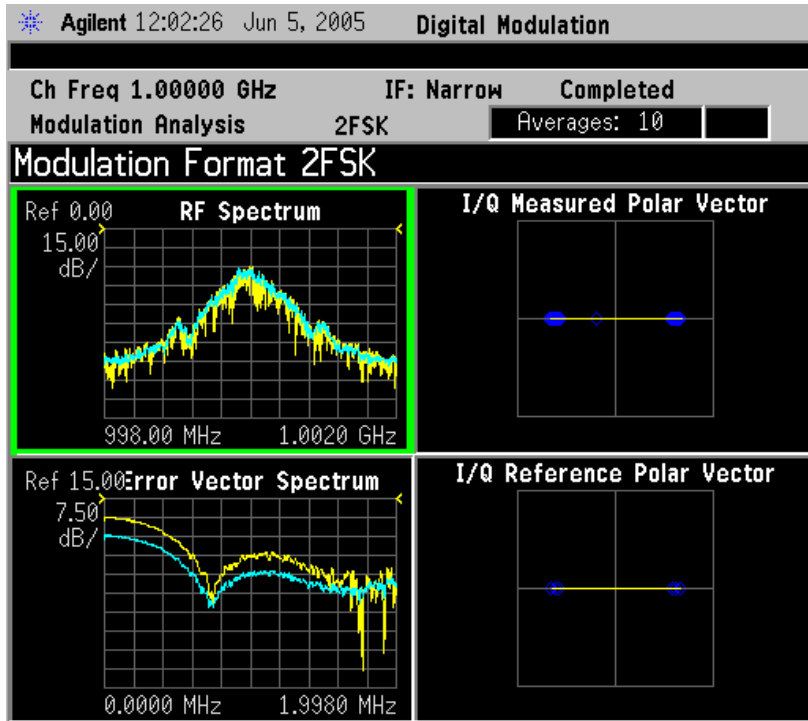 Agilent 12:02:26 Jun 5, 2005 Digital Modulation
Ch Freq 1.00000 GHz IF: Narrow Completed
Modulation Analysis 2FSK Averages: 10
Modulation Format 2FSK
Ref 0.00 RF Spectrum
15.00
dB/
998.00 MHz 1.0020 GHz
I/Q Measured Polar Vector
Ref 15.00 Error Vector Spectrum
7.50
dB/
0.0000 MHz 1.9980 MHz
I/Q Reference Polar Vector